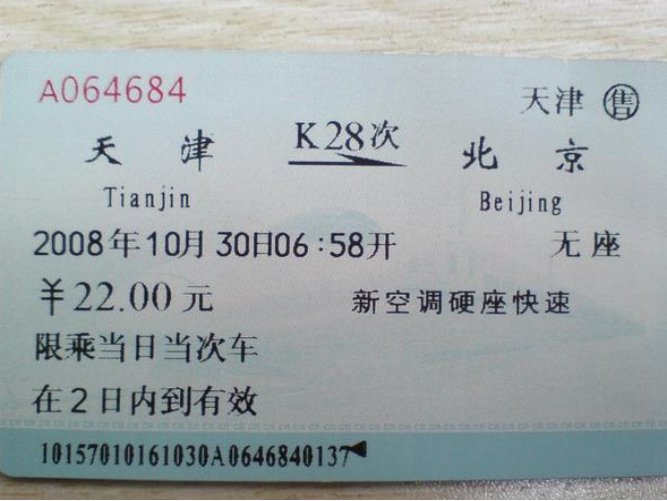 A064684
天津 售
天津 K28次 北京
Tianjin Beijing
2008年10月30日06:58开 无座
￥22.00元 新空调硬座快速
限乘当日当次车
在2日内到有效
10157010161030A0646840137